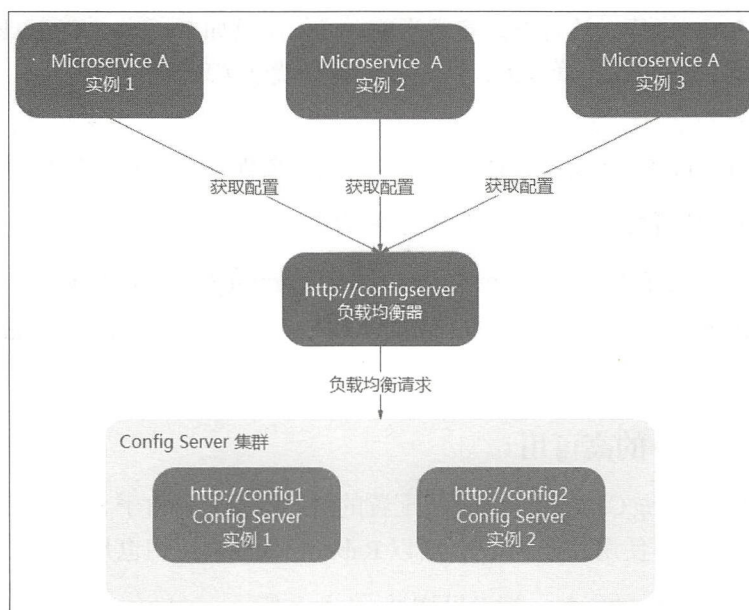 Microservice A
实例 1
Microservice A
实例 2
Microservice A
实例 3
获取配置
获取配置
获取配置
http://configserver
负载均衡器
负载均衡请求
Config Server 集群
http://config1
Config Server
实例 1
http://config2
Config Server
实例 2